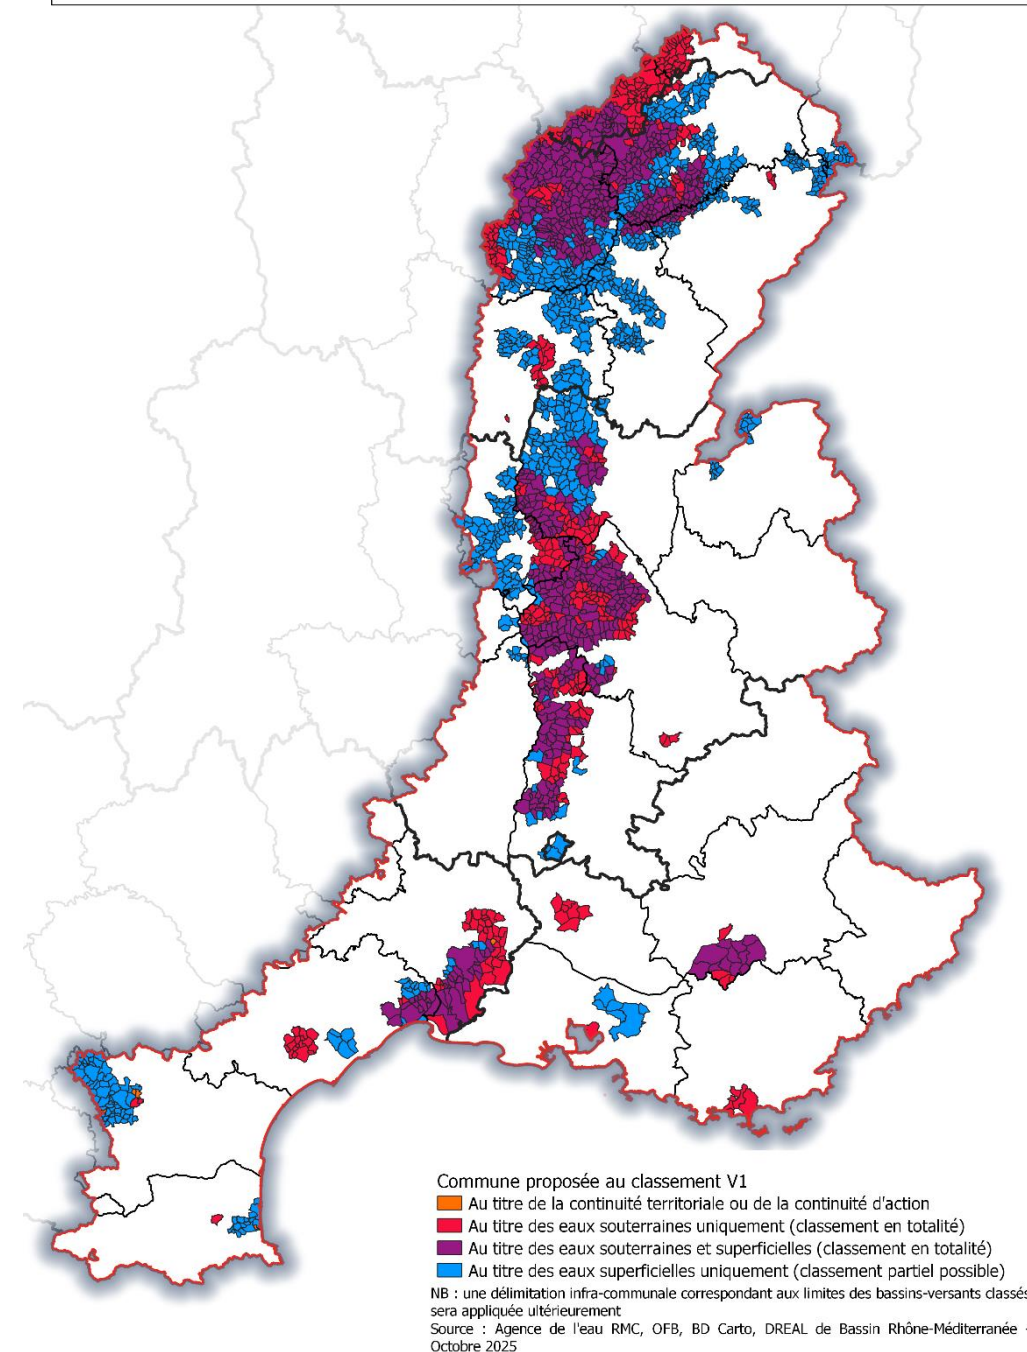 Commune proposée au classement V1
Au titre de la continuité territoriale ou de la continuité d'action
Au titre des eaux souterraines uniquement (classement en totalité)
Au titre des eaux souterraines et superficielles (classement en totalité)
Au titre des eaux superficielles uniquement (classement partiel possible)
NB : une délimitation infra-communale correspondant aux limites des bassins-versants classés
sera appliquée ultérieurement
Source : Agence de l'eau RMC, OFB, BD Carto, DREAL de Bassin Rhône-Méditerranée -
Octobre 2025